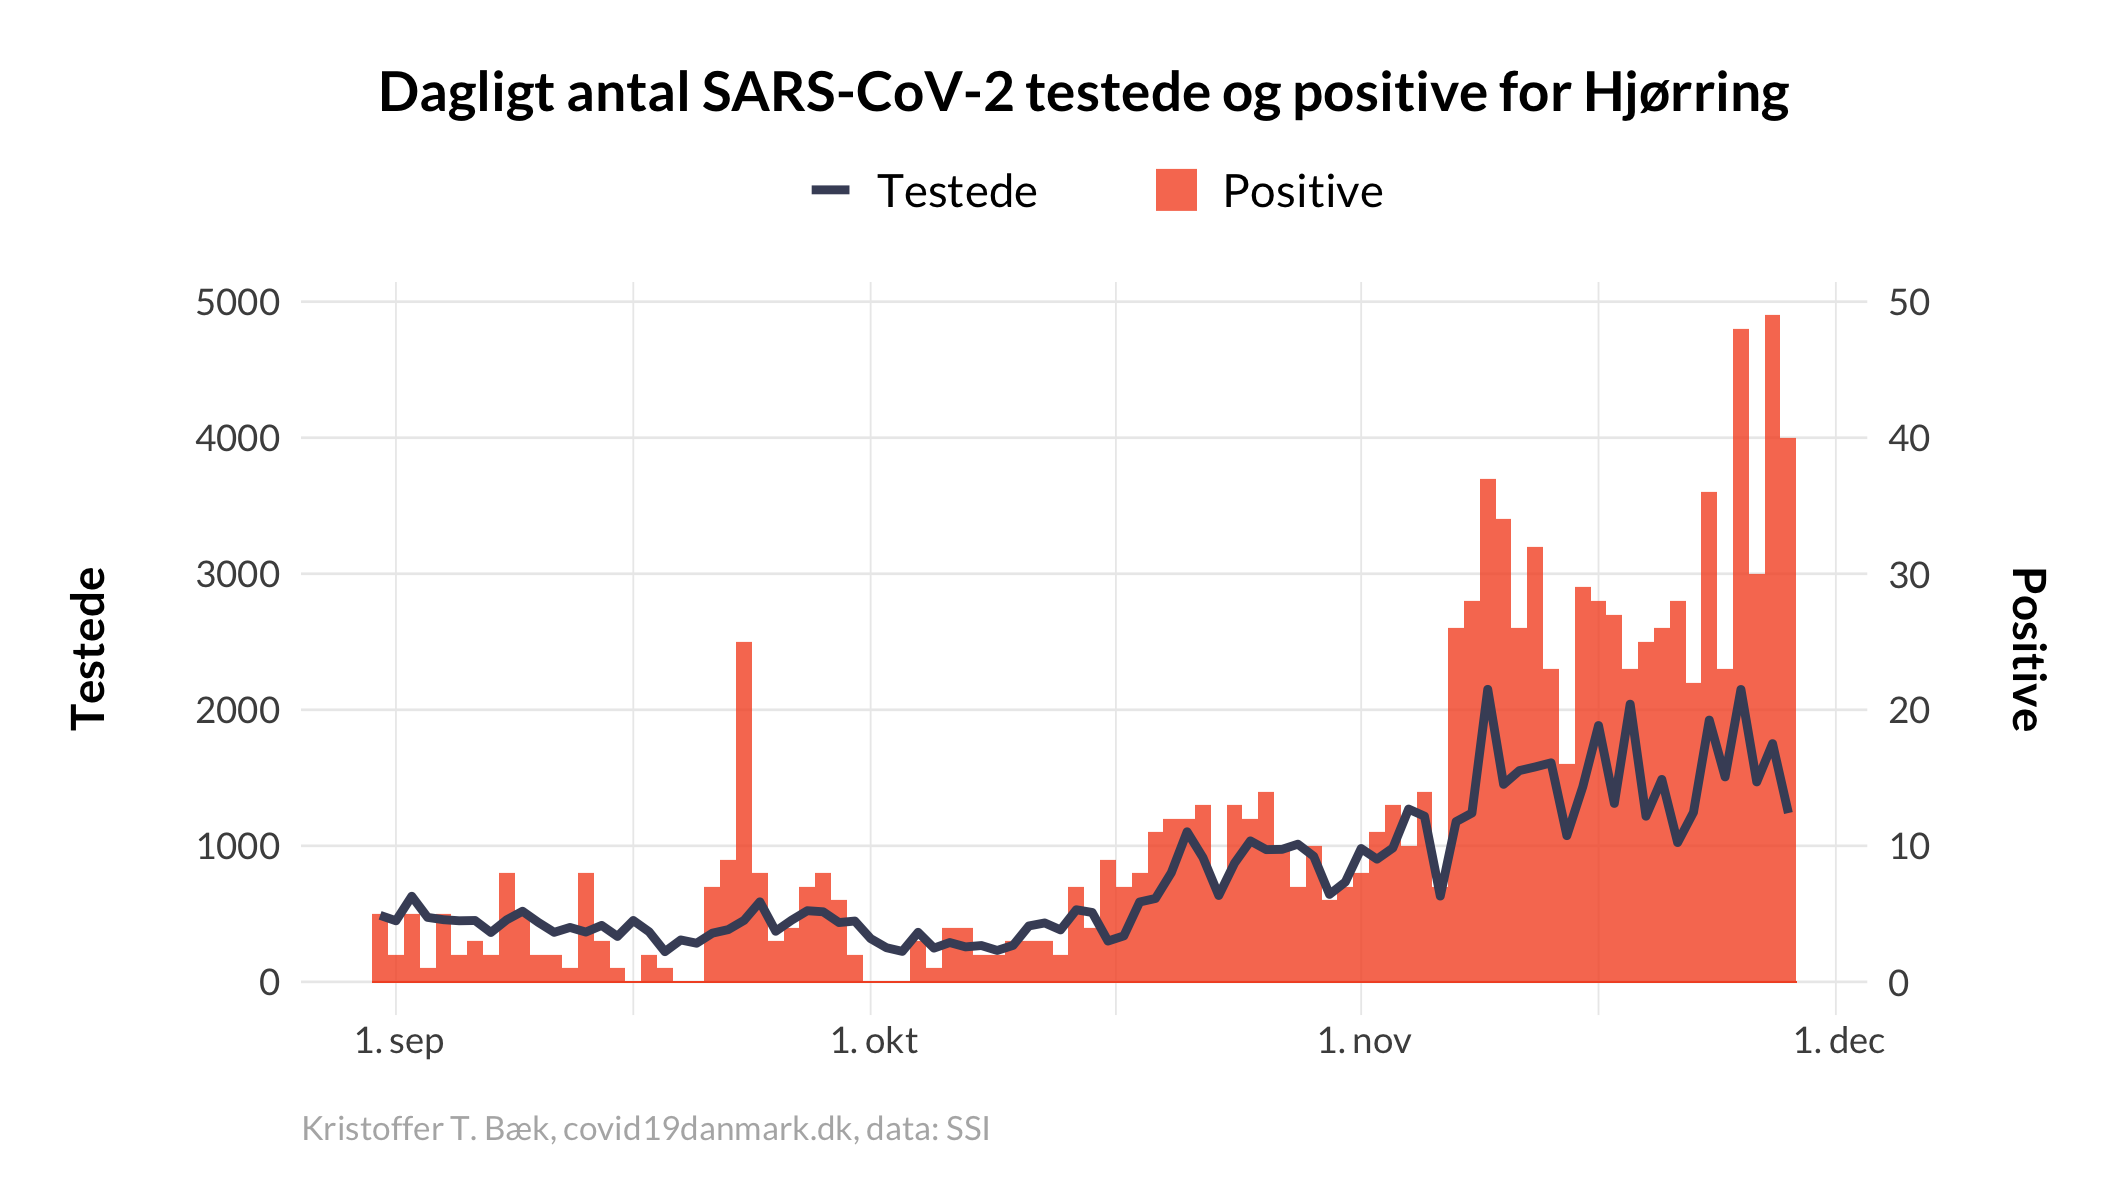 Dagligt antal SARS-CoV-2 testede og positive for Hjørring
Testede Positive
5000 50
4000 40
3000 30
2000 20
1000 10
0 0
Testede
Positive
1. sep 1. okt 1. nov 1. dec
Kristoffer T. Bæk, covid19danmark.dk, data: SSI